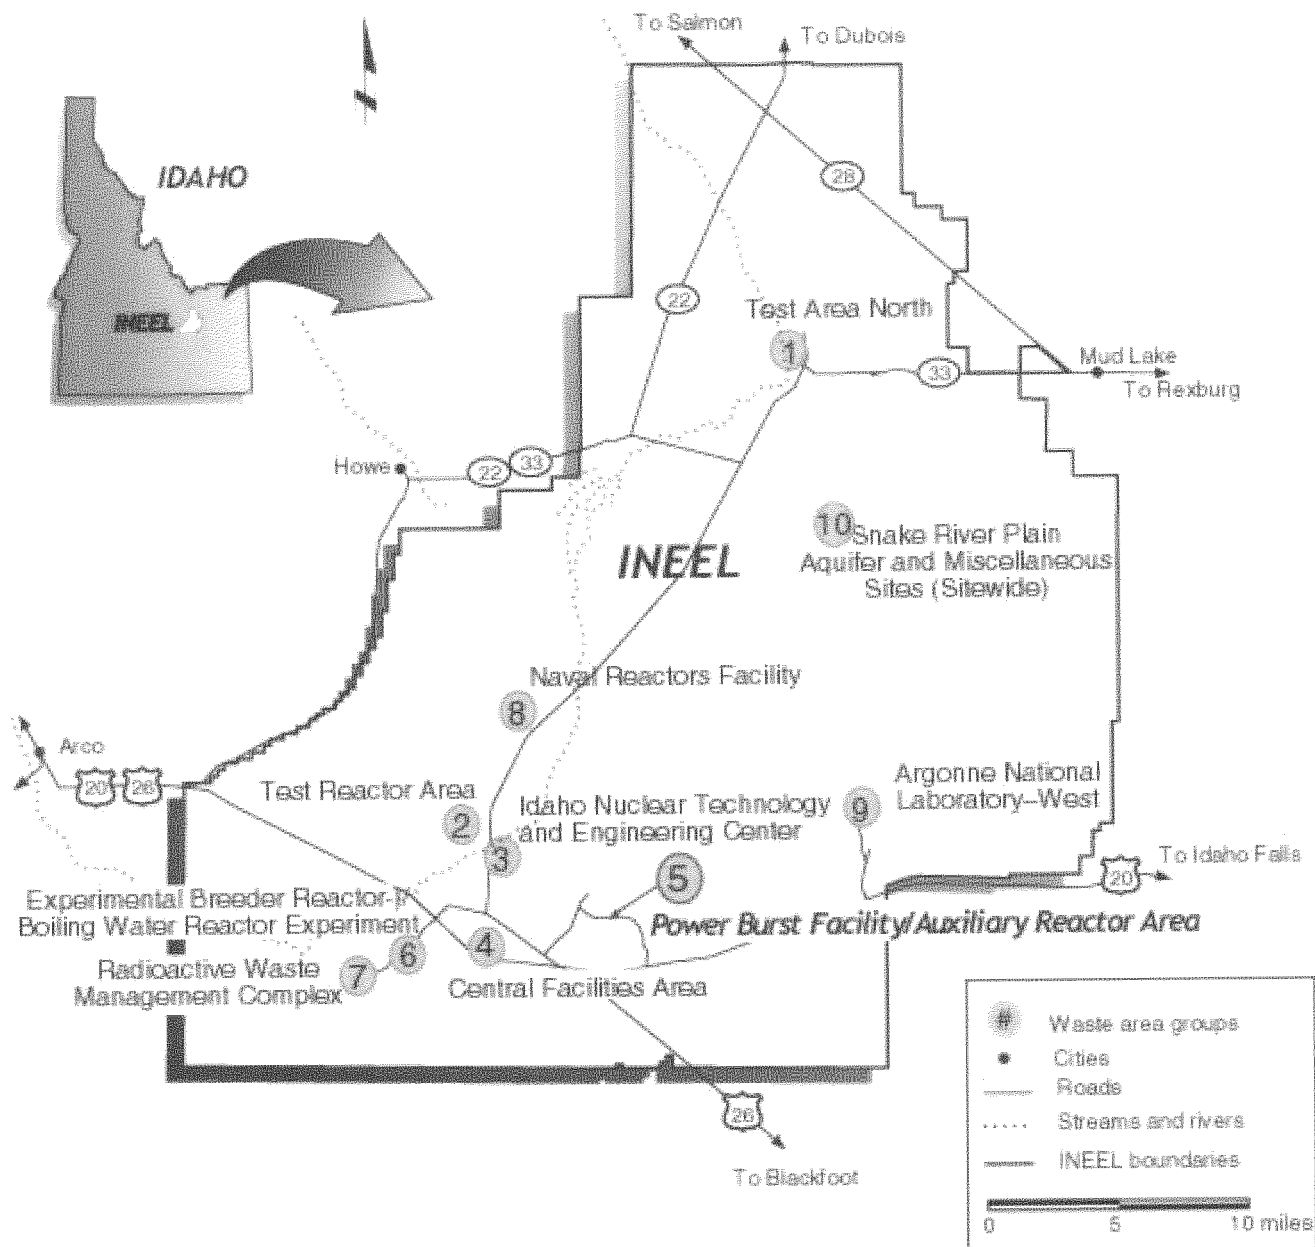 To Salmon
To Dubois
IDAHO
28
INEEL
22
Test Area North
1
33
Mud Lake
To Rexburg
Howe
22
33
10
Snake River Plain
Aquifer and Miscellaneous
Sites (Sitewide)
INEEL
Naval Reactors Facility
8
Arco
20
26
Test Reactor Area
2
Idaho Nuclear Technology
and Engineering Center
3
Argonne National
Laboratory–West
9
To Idaho Falls
20
5
Power Burst Facility/Auxiliary Reactor Area
Experimental Breeder Reactor-I/
Boiling Water Reactor Experiment
6
4
Radioactive Waste
Management Complex
7
Central Facilities Area
26
To Blackfoot
# Waste area groups
Cities
Roads
Streams and rivers
INEEL boundaries
0 5 10 miles